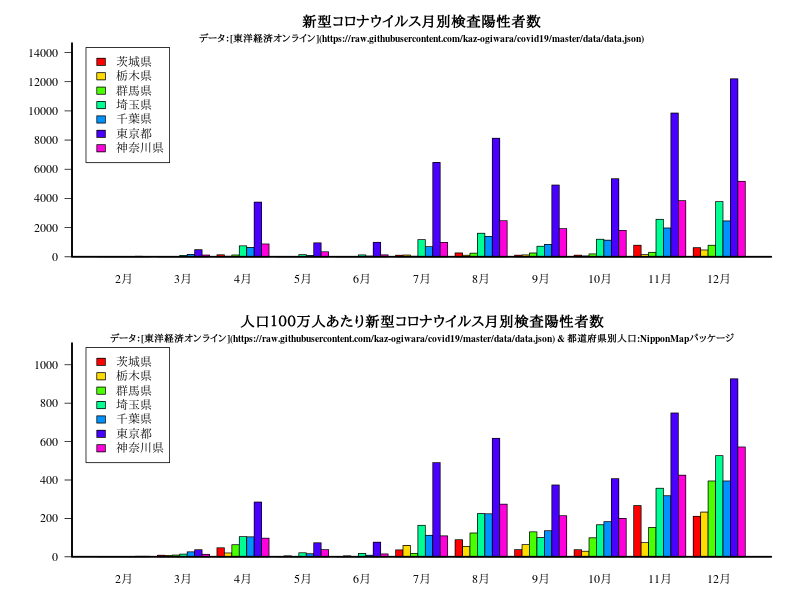 新型コロナウイルス月別検査陽性者数
データ:[東洋経済オンライン](https://raw.githubusercontent.com/kaz-ogiwara/covid19/master/data/data.json)
14000
12000
10000
8000
6000
4000
2000
0
茨城県
栃木県
群馬県
埼玉県
千葉県
東京都
神奈川県
2月 3月 4月 5月 6月 7月 8月 9月 10月 11月 12月
人口100万人あたり新型コロナウイルス月別検査陽性者数
データ:[東洋経済オンライン](https://raw.githubusercontent.com/kaz-ogiwara/covid19/master/data/data.json) & 都道府県別人口:NipponMapパッケージ
1000
800
600
400
200
0
茨城県
栃木県
群馬県
埼玉県
千葉県
東京都
神奈川県
2月 3月 4月 5月 6月 7月 8月 9月 10月 11月 12月